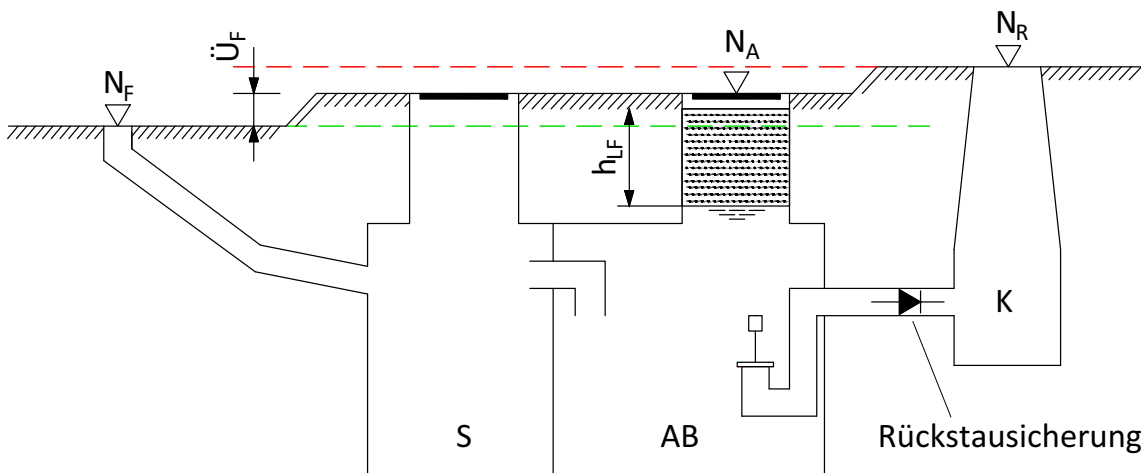 N_F
Ü_F
N_A
N_R
h_LF
K
S
AB
Rückstausicherung